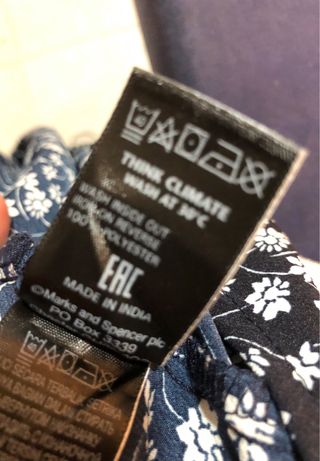 THINK CLIMATE
WASH AT 30°C
WASH INSIDE OUT
IRON ON REVERSE
100% POLYESTER
EAC
MADE IN INDIA
©Marks and Spencer plc
PO Box 3339